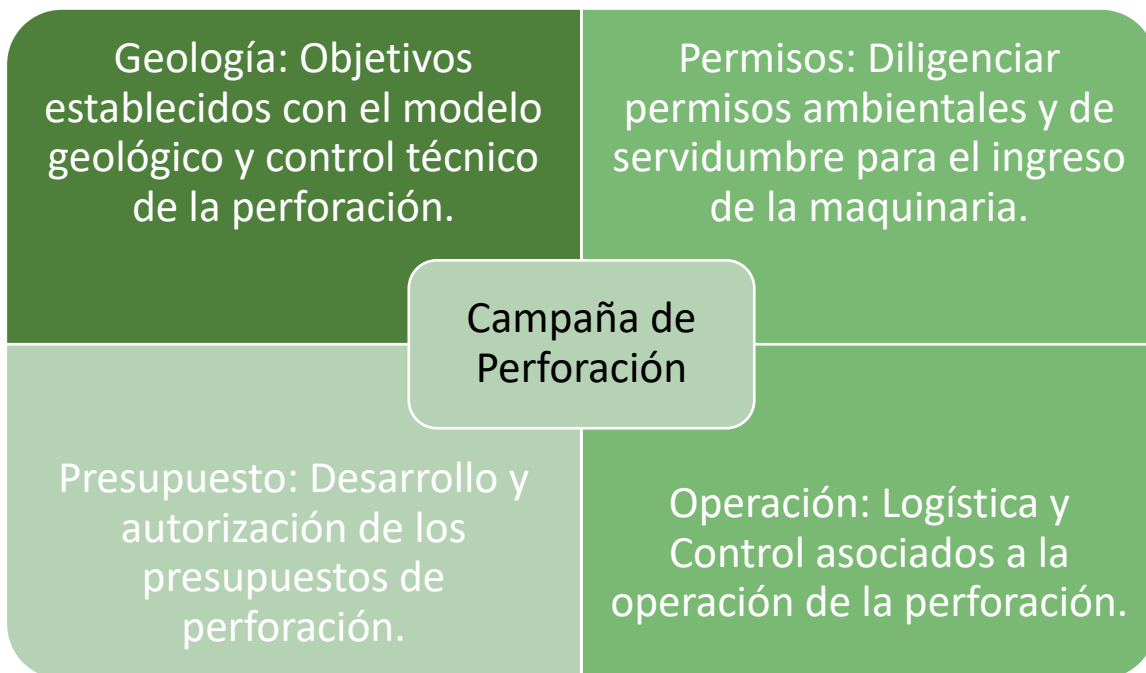 Geología: Objetivos
establecidos con el modelo
geológico y control técnico
de la perforación.
Permisos: Diligenciar
permisos ambientales y de
servidumbre para el ingreso
de la maquinaria.
Campaña de
Perforación
Presupuesto: Desarrollo y
autorización de los
presupuestos de
perforación.
Operación: Logística y
Control asociados a la
operación de la perforación.